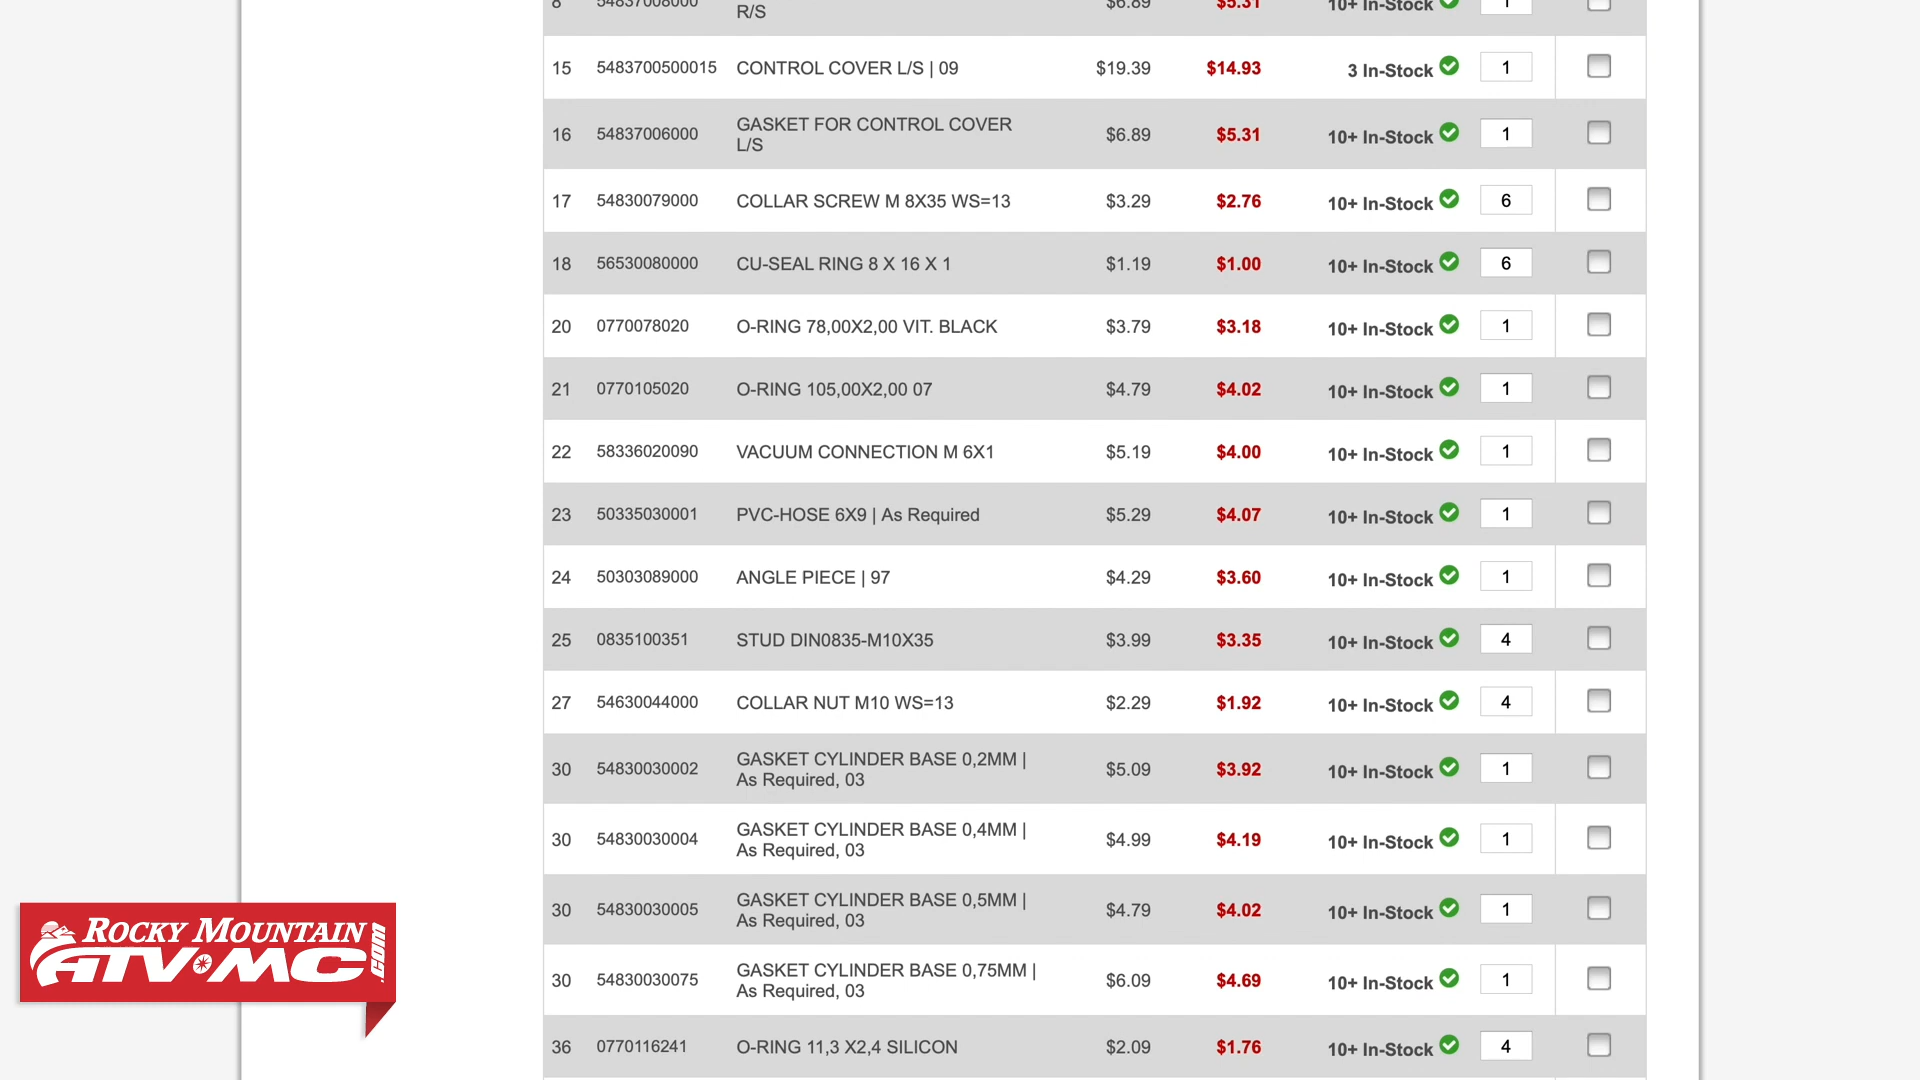 8 54837008000 $6.89 $5.31 10+ In-Stock 1
R/S
15 5483700500015 CONTROL COVER L/S | 09 $19.39 $14.93 3 In-Stock 1
16 54837006000 GASKET FOR CONTROL COVER L/S $6.89 $5.31 10+ In-Stock 1
17 54830079000 COLLAR SCREW M 8X35 WS=13 $3.29 $2.76 10+ In-Stock 6
18 56530080000 CU-SEAL RING 8 X 16 X 1 $1.19 $1.00 10+ In-Stock 6
20 0770078020 O-RING 78,00X2,00 VIT. BLACK $3.79 $3.18 10+ In-Stock 1
21 0770105020 O-RING 105,00X2,00 07 $4.79 $4.02 10+ In-Stock 1
22 58336020090 VACUUM CONNECTION M 6X1 $5.19 $4.00 10+ In-Stock 1
23 50335030001 PVC-HOSE 6X9 | As Required $5.29 $4.07 10+ In-Stock 1
24 50303089000 ANGLE PIECE | 97 $4.29 $3.60 10+ In-Stock 1
25 0835100351 STUD DIN0835-M10X35 $3.99 $3.35 10+ In-Stock 4
27 54630044000 COLLAR NUT M10 WS=13 $2.29 $1.92 10+ In-Stock 4
30 54830030002 GASKET CYLINDER BASE 0,2MM | As Required, 03 $5.09 $3.92 10+ In-Stock 1
30 54830030004 GASKET CYLINDER BASE 0,4MM | As Required, 03 $4.99 $4.19 10+ In-Stock 1
30 54830030005 GASKET CYLINDER BASE 0,5MM | As Required, 03 $4.79 $4.02 10+ In-Stock 1
30 54830030075 GASKET CYLINDER BASE 0,75MM | As Required, 03 $6.09 $4.69 10+ In-Stock 1
36 0770116241 O-RING 11,3 X2,4 SILICON $2.09 $1.76 10+ In-Stock 4
ROCKY MOUNTAIN
ATV•MC .COM